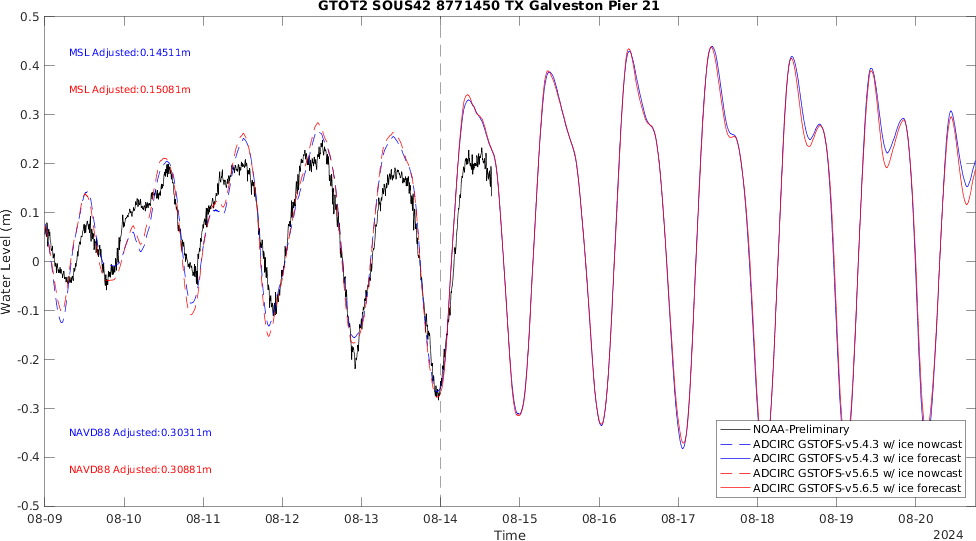 GTOT2 SOUS42 8771450 TX Galveston Pier 21
0.5
0.4
0.3
0.2
0.1
0
-0.1
-0.2
-0.3
-0.4
-0.5
Water Level (m)
MSL Adjusted:0.14511m
MSL Adjusted:0.15081m
NAVD88 Adjusted:0.30311m
NAVD88 Adjusted:0.30881m
NOAA-Preliminary
ADCIRC GSTOFS-v5.4.3 w/ ice nowcast
ADCIRC GSTOFS-v5.4.3 w/ ice forecast
ADCIRC GSTOFS-v5.6.5 w/ ice nowcast
ADCIRC GSTOFS-v5.6.5 w/ ice forecast
08-09 08-10 08-11 08-12 08-13 08-14 08-15 08-16 08-17 08-18 08-19 08-20
Time
2024